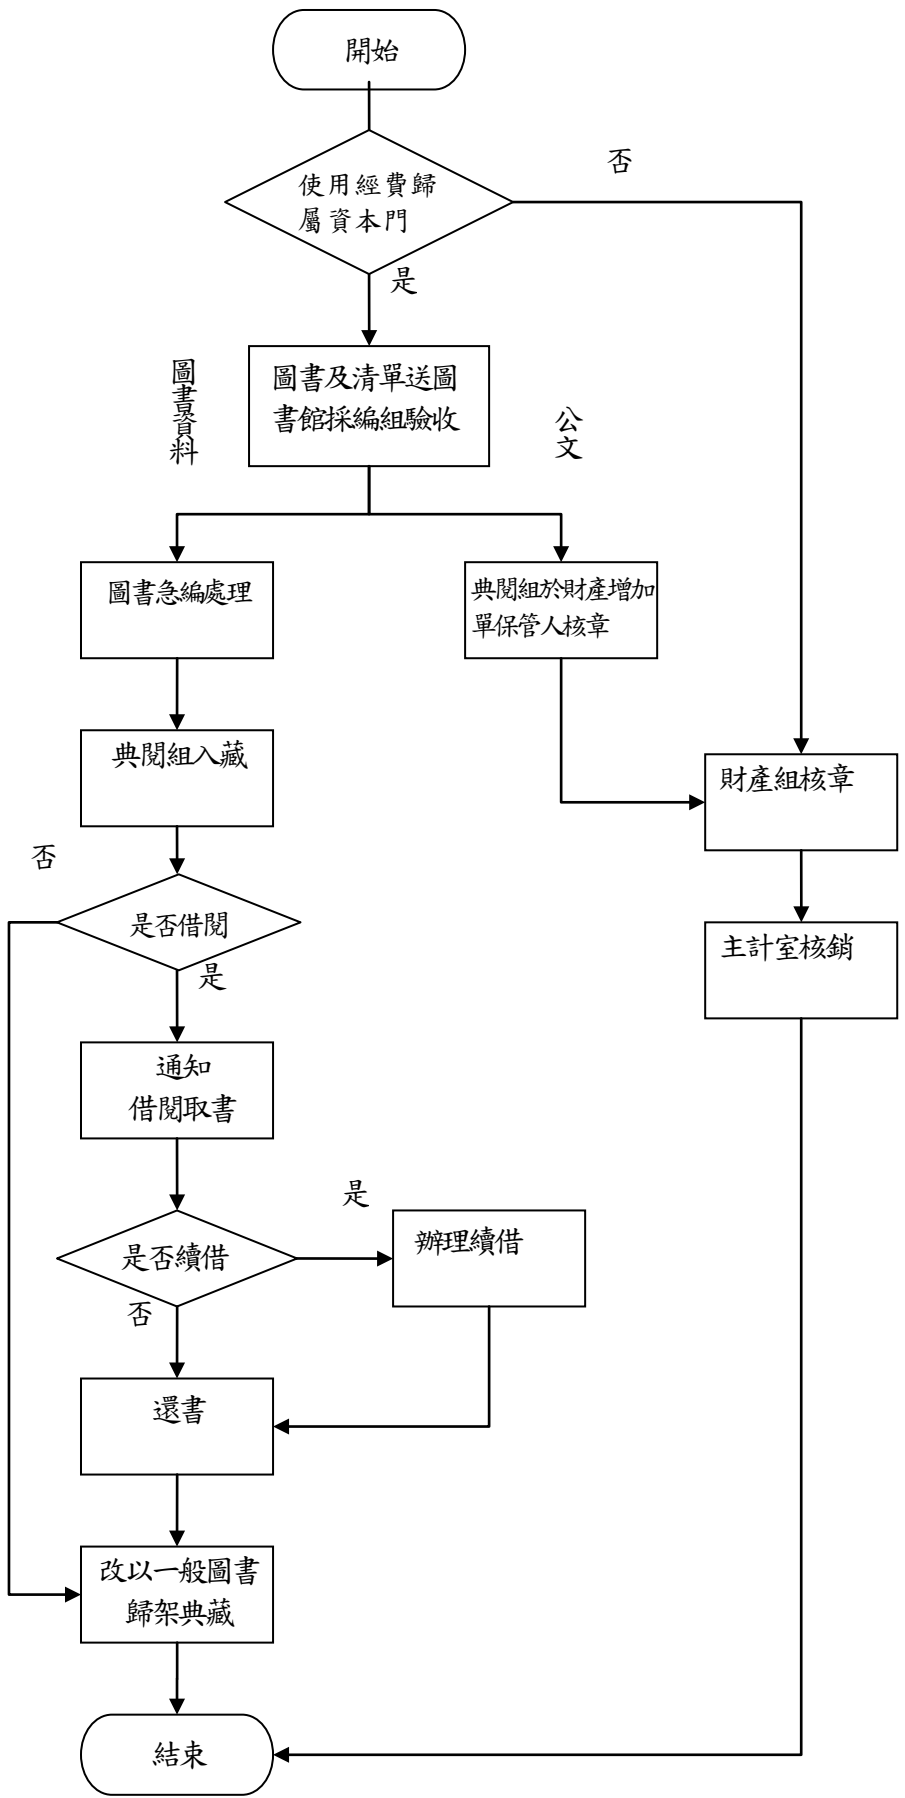 開始
否
使用經費歸
屬資本門
是
圖書及清單送圖
書館採編組驗收
圖書資料
公文
圖書急編處理
典閱組於財產增加
單保管人核章
典閱組入藏
財產組核章
否
是否借閱
主計室核銷
是
通知
借閱取書
是
是否續借
辦理續借
否
還書
改以一般圖書
歸架典藏
結束